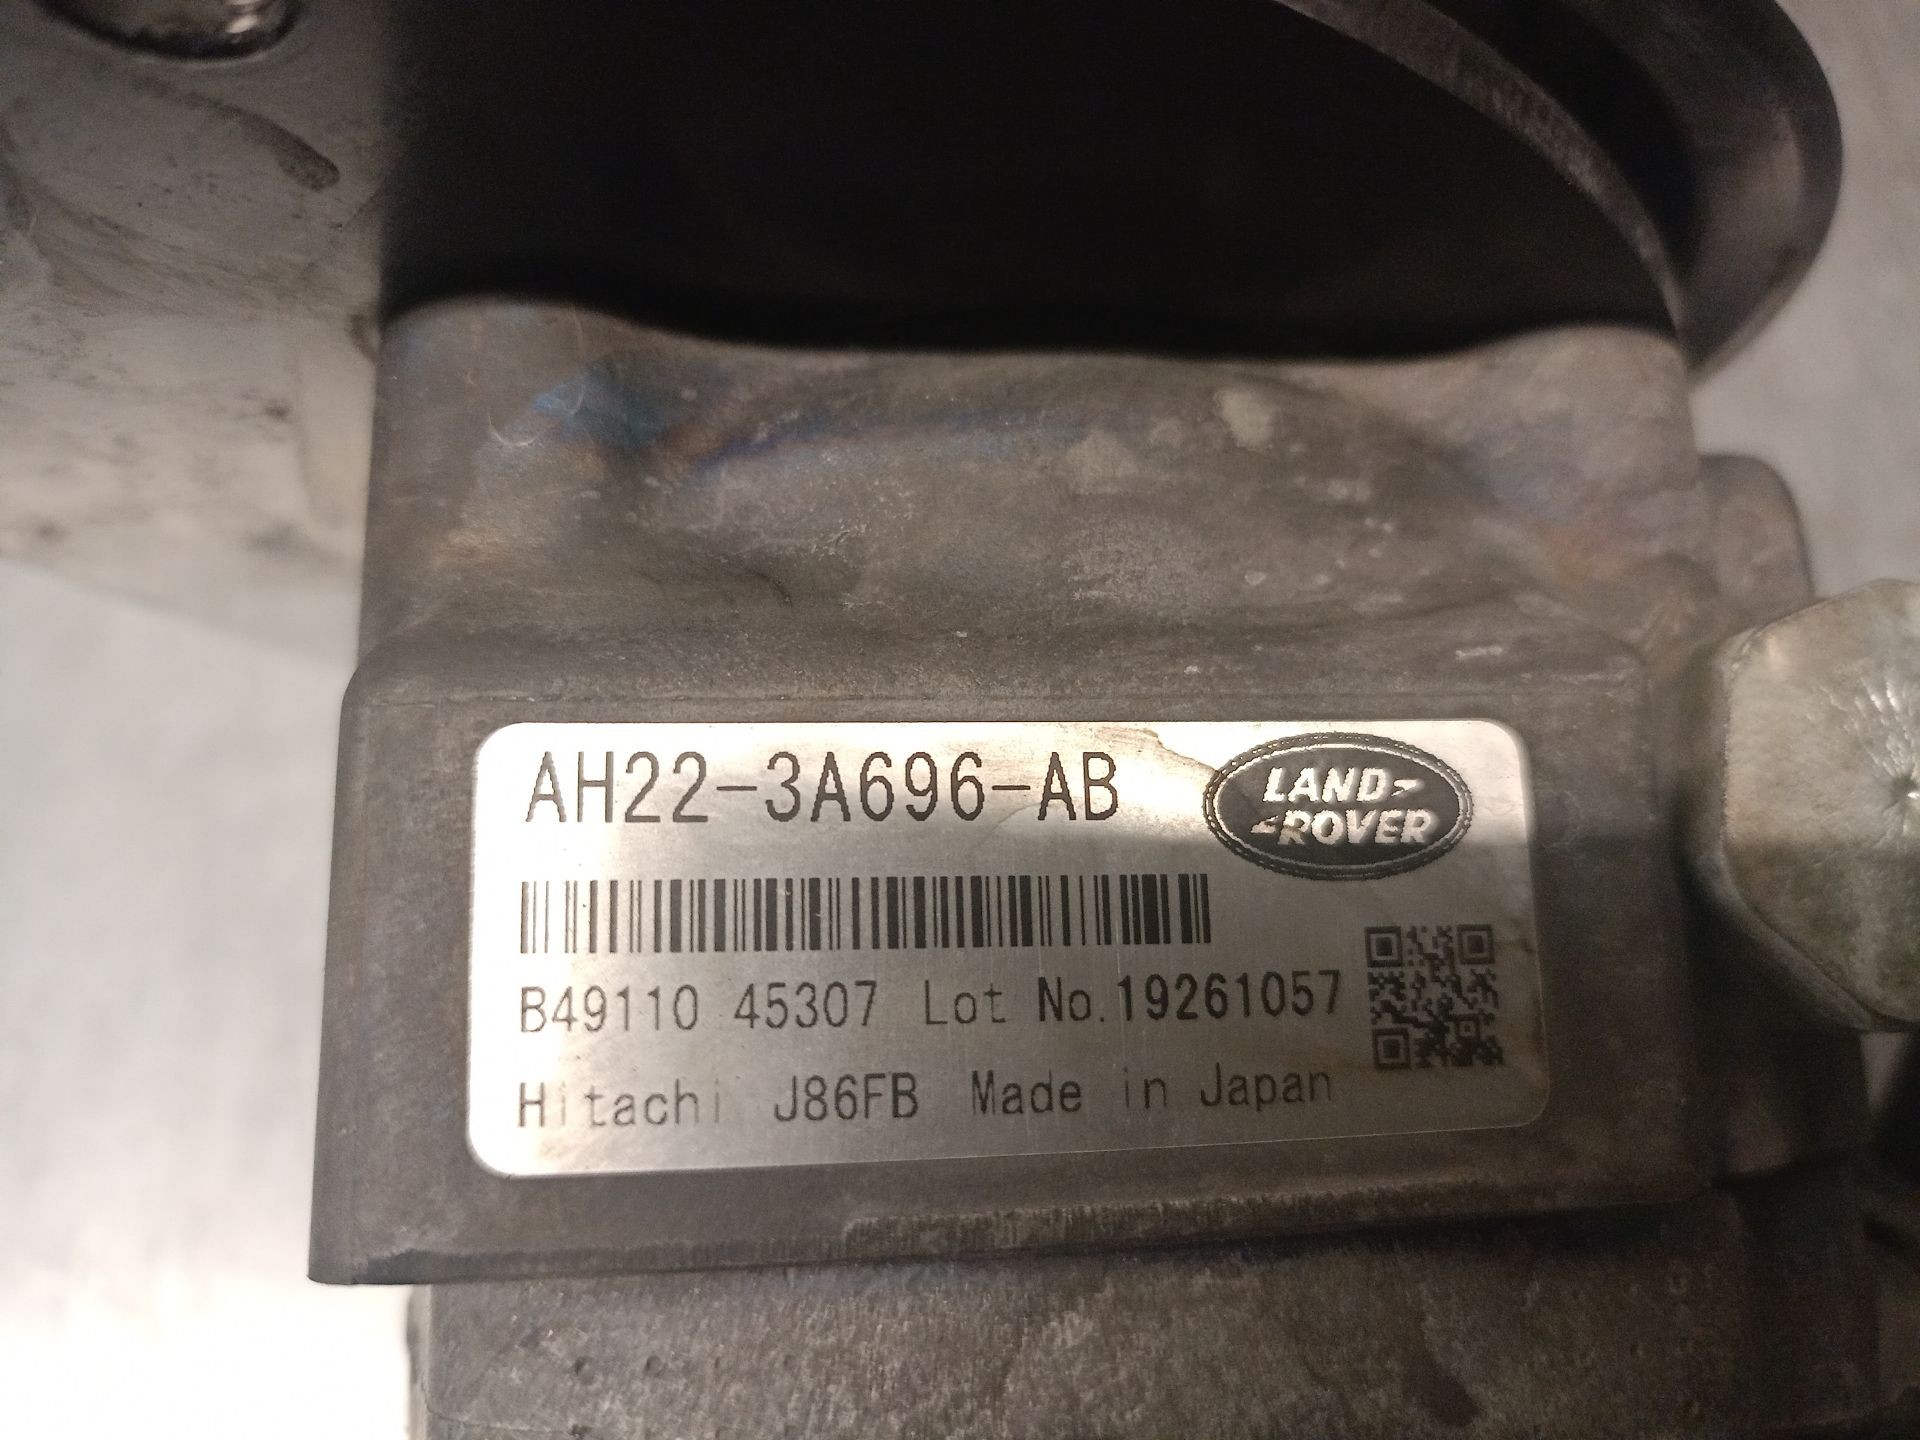 AH22-3A696-AB
LAND-
-ROVER
B49110 45307 Lot No.19261057
Hitachi J86FB Made in Japan